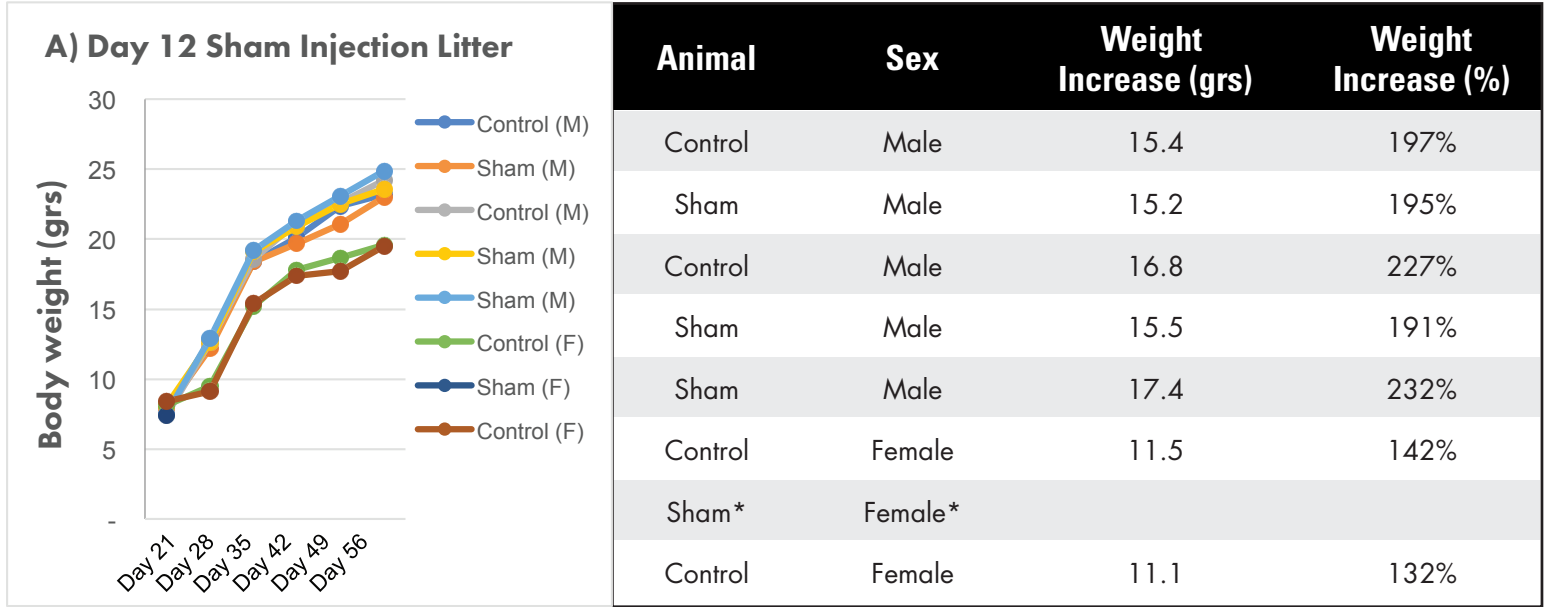 A) Day 12 Sham Injection Litter
Body weight (grs)
30
25
20
15
10
5
-
Day 21
Day 28
Day 35
Day 42
Day 49
Day 56
Control (M)
Sham (M)
Control (M)
Sham (M)
Sham (M)
Control (F)
Sham (F)
Control (F)
Animal Sex Weight Increase (grs) Weight Increase (%)
Control Male 15.4 197%
Sham Male 15.2 195%
Control Male 16.8 227%
Sham Male 15.5 191%
Sham Male 17.4 232%
Control Female 11.5 142%
Sham* Female*
Control Female 11.1 132%